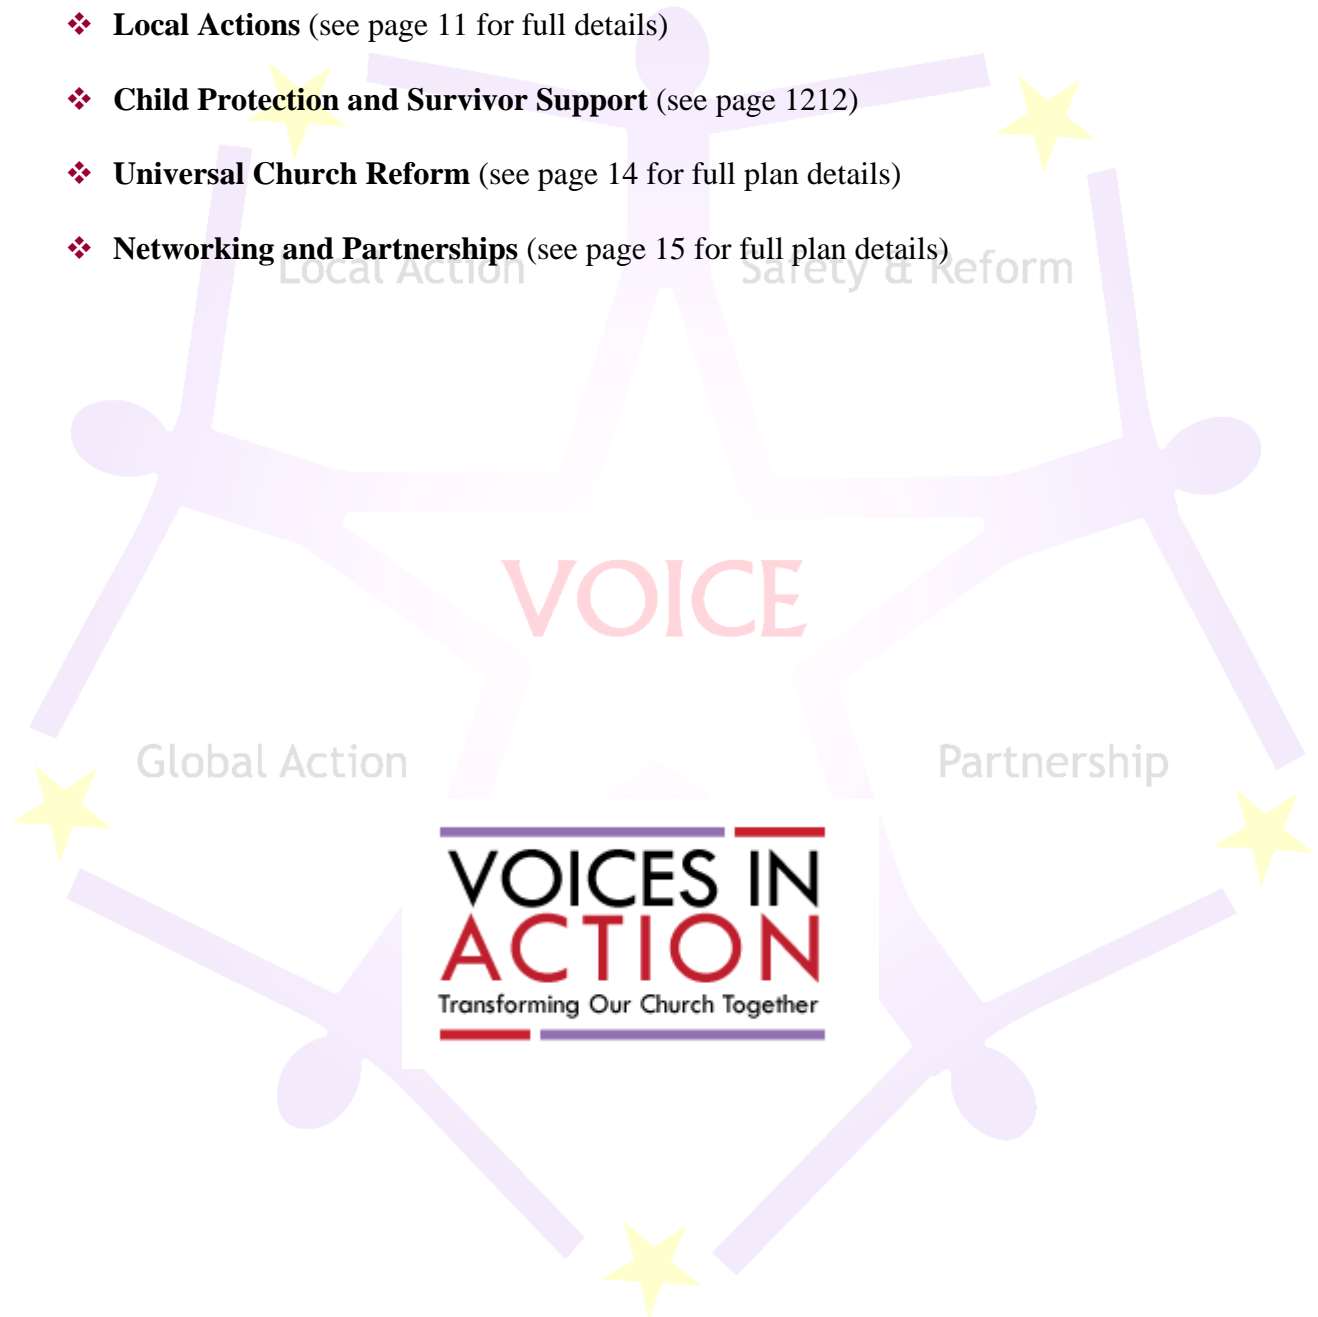 ❖ Local Actions (see page 11 for full details)
❖ Child Protection and Survivor Support (see page 1212)
❖ Universal Church Reform (see page 14 for full plan details)
❖ Networking and Partnerships (see page 15 for full plan details)
Local Action
Safety & Reform
VOICE
Global Action
Partnership
VOICES IN
ACTION
Transforming Our Church Together